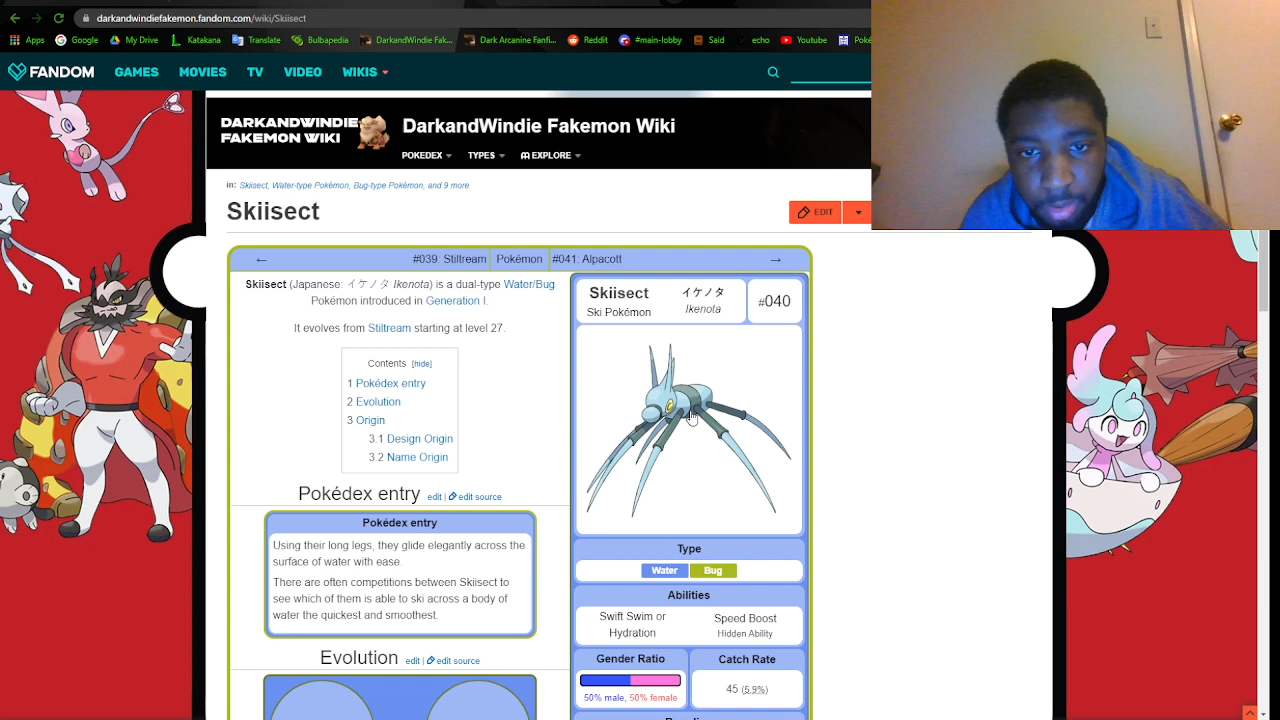 darkandwindiefakemon.fandom.com/wiki/Skiisect
Apps Google My Drive Katakana Translate Bulbapedia DarkandWindie Fak... Dark Arcanine Fanfi... Reddit #main-lobby Said echo Youtube
FANDOM GAMES MOVIES TV VIDEO WIKIS
DARKANDWINDIE
FAKEMON WIKI
DarkandWindie Fakemon Wiki
POKEDEX TYPES EXPLORE
in: Skiisect, Water-type Pokémon, Bug-type Pokémon, and 9 more
Skiisect
EDIT
← #039: Stiltream Pokémon #041: Alpacott →
Skiisect (Japanese: イケノタ Ikenota) is a dual-type Water/Bug
Pokémon introduced in Generation I.
It evolves from Stiltream starting at level 27.
Contents [hide]
1 Pokédex entry
2 Evolution
3 Origin
3.1 Design Origin
3.2 Name Origin
Pokédex entry edit | edit source
Pokédex entry
Using their long legs, they glide elegantly across the
surface of water with ease.
There are often competitions between Skiisect to
see which of them is able to ski across a body of
water the quickest and smoothest.
Evolution edit | edit source
Skiisect
Ski Pokémon
イケノタ
Ikenota
#040
Type
Water Bug
Abilities
Swift Swim or
Hydration
Speed Boost
Hidden Ability
Gender Ratio
50% male, 50% female
Catch Rate
45 (5.9%)